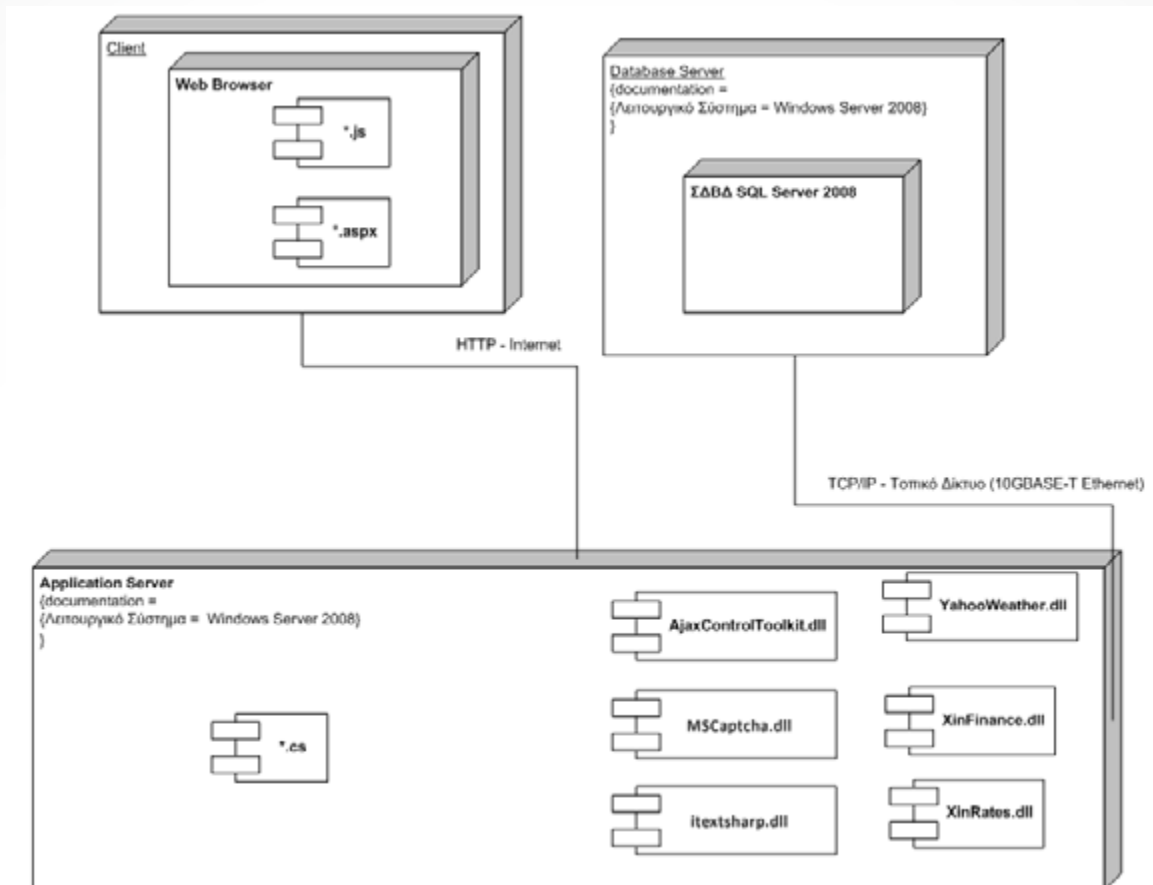 Client
Web Browser
*.js
*.aspx
Database Server
{documentation =
{Λειτουργικό Σύστημα = Windows Server 2008}
}
ΣΔΒΔ SQL Server 2008
HTTP - Internet
TCP/IP - Τοπικό Δίκτυο (10GBASE-T Ethernet)
Application Server
{documentation =
{Λειτουργικό Σύστημα = Windows Server 2008}
}
*.cs
AjaxControlToolkit.dll
YahooWeather.dll
MSCaptcha.dll
XinFinance.dll
itextsharp.dll
XinRates.dll